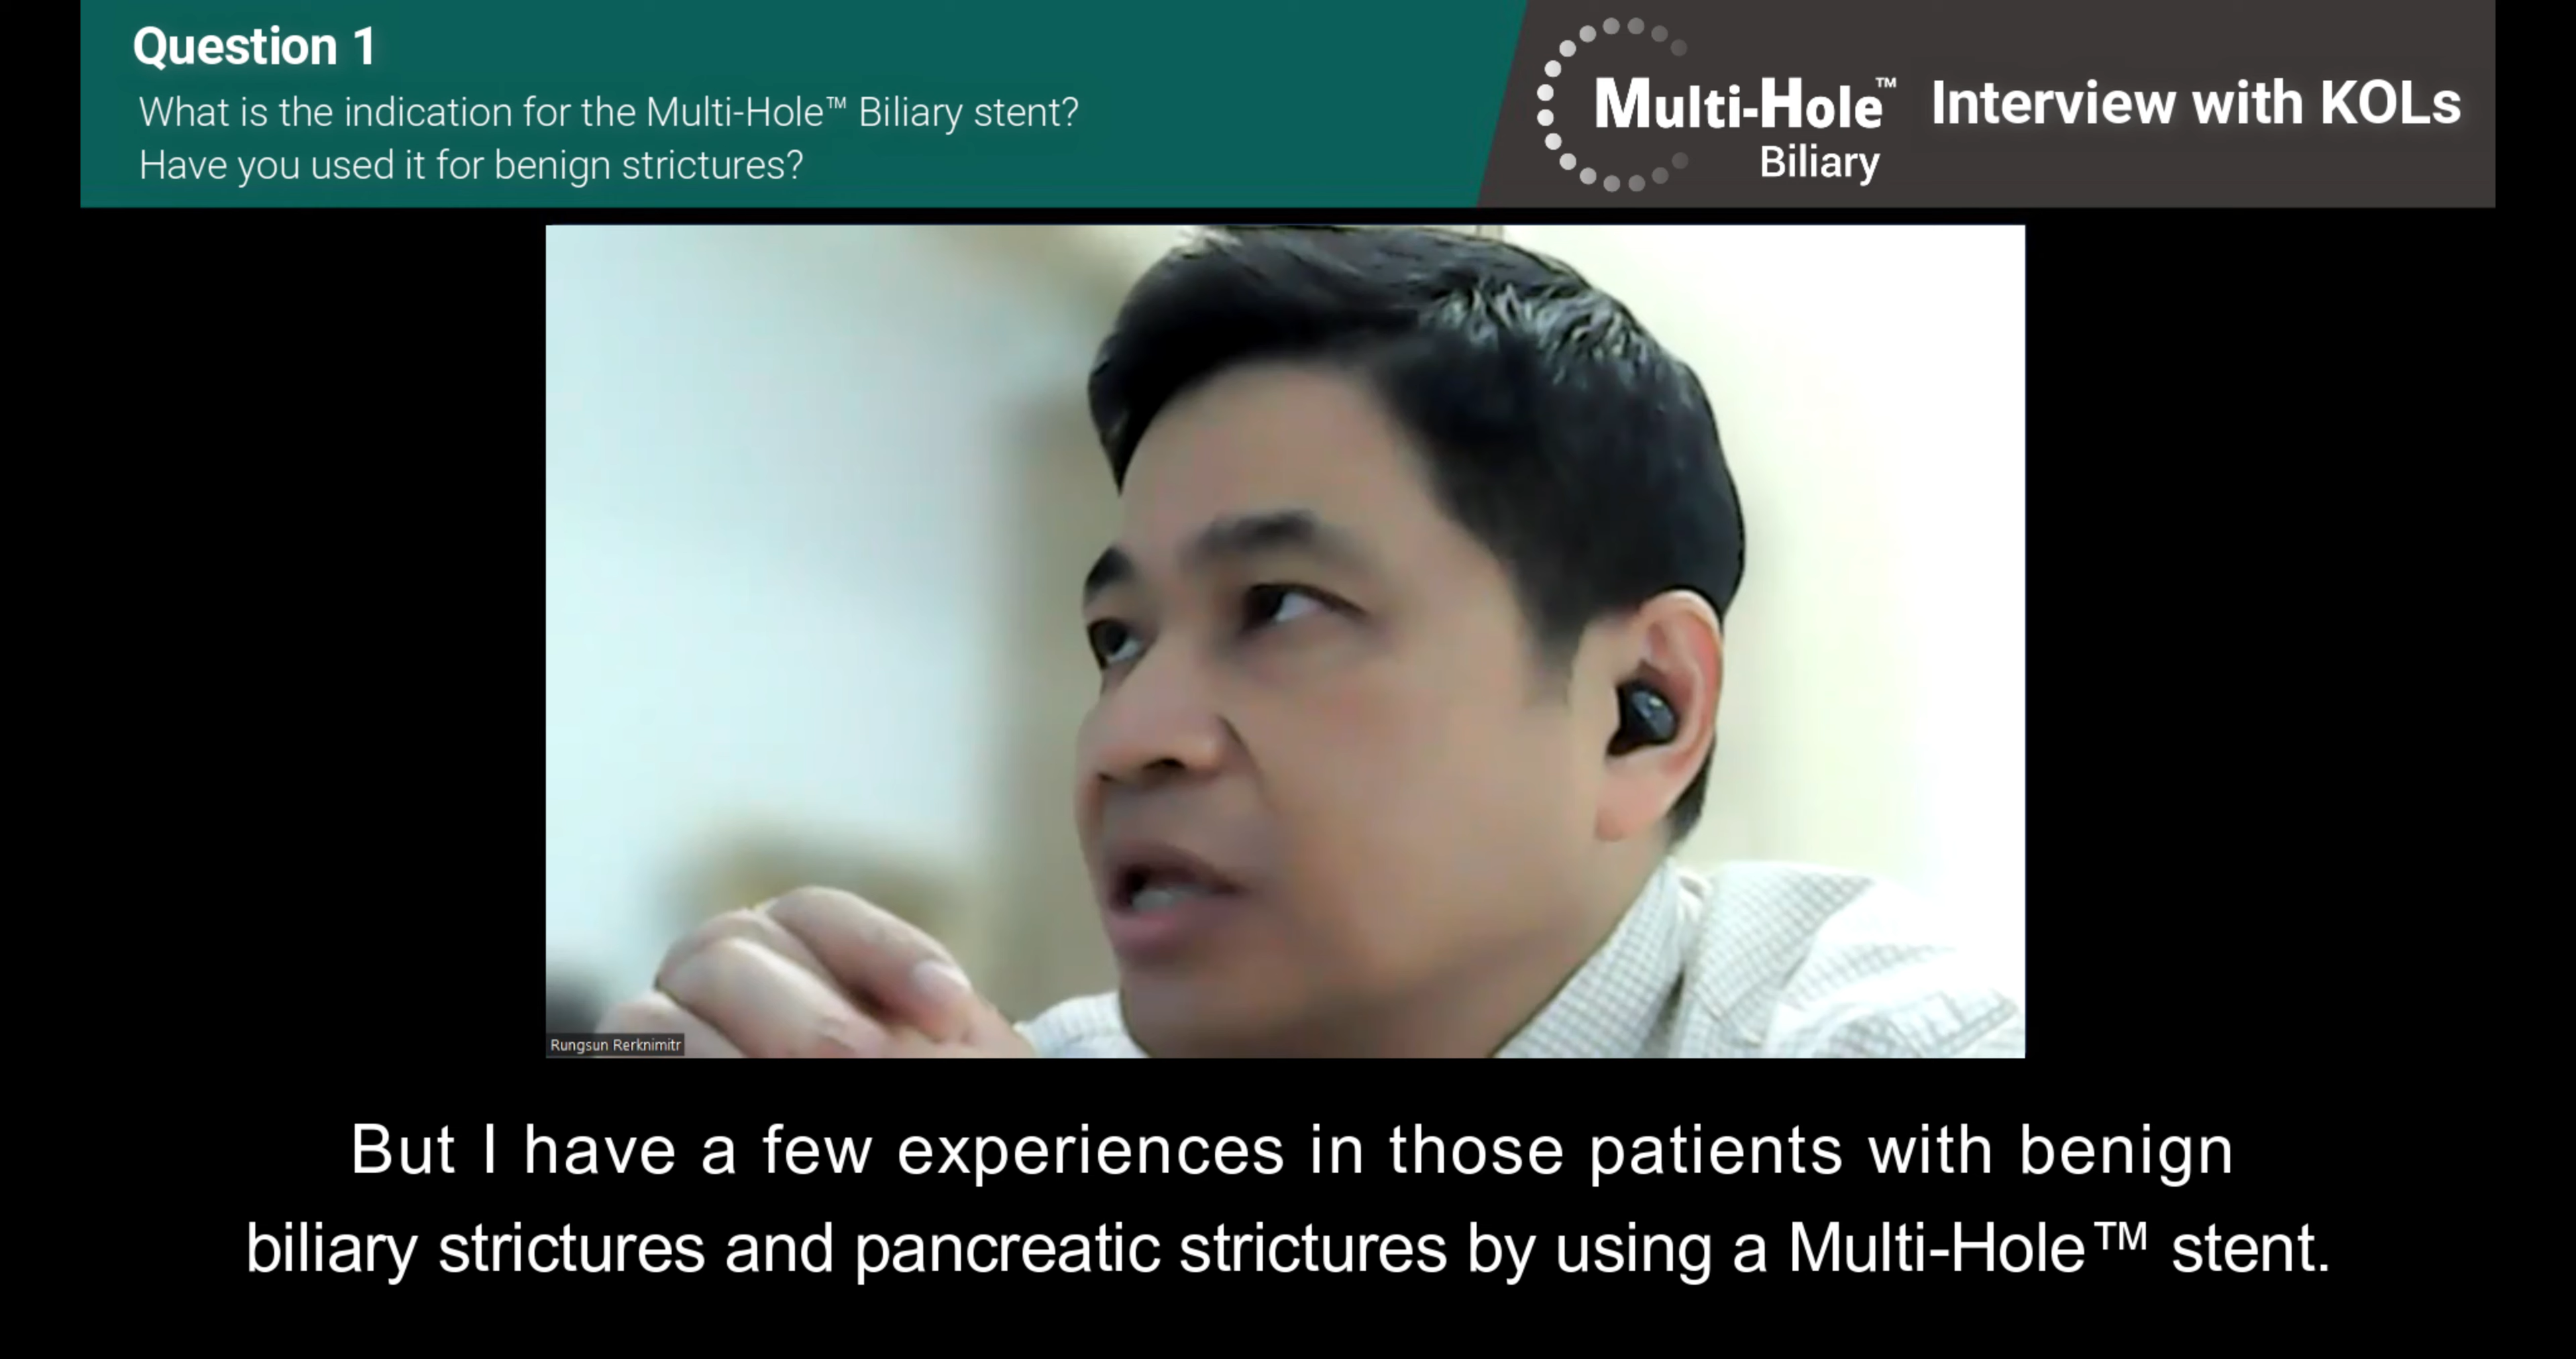 Question 1
What is the indication for the Multi-Hole™ Biliary stent?
Have you used it for benign strictures?
Multi-Hole™
Biliary
Interview with KOLs
Rungsun Rerknimitr
But I have a few experiences in those patients with benign
biliary strictures and pancreatic strictures by using a Multi-Hole™ stent.